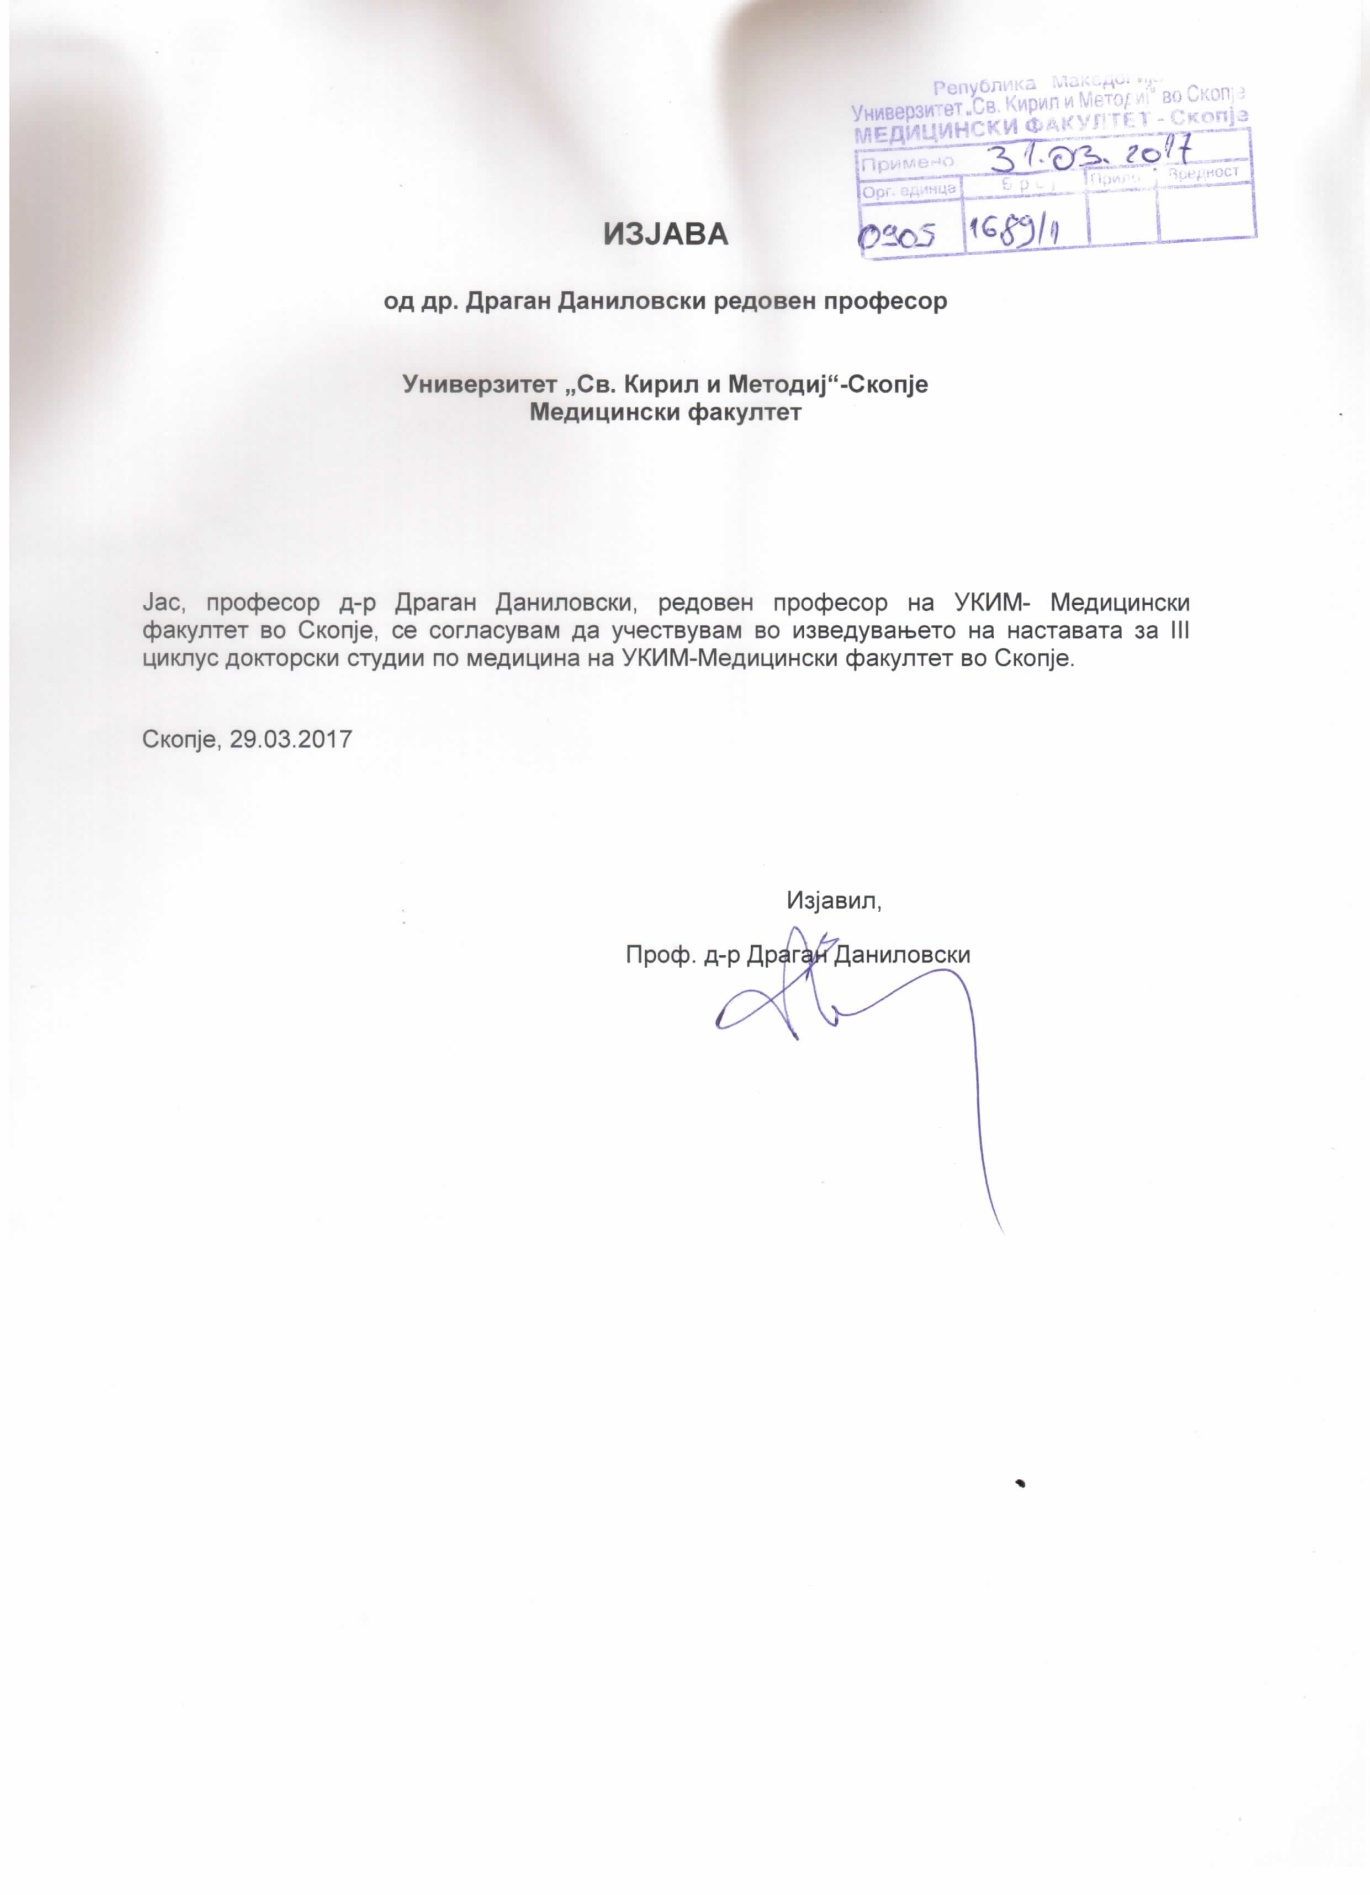 Република Македонија
Универзитет „Св. Кирил и Методиј“ во Скопје
МЕДИЦИНСКИ ФАКУЛТЕТ - Скопје
Примено 31.03.2017
Орг. единца Број Прилог Вредност
0905 1689/1
ИЗЈАВА
од др. Драган Даниловски редовен професор
Универзитет „Св. Кирил и Методиј“-Скопје
Медицински факултет
Јас, професор д-р Драган Даниловски, редовен професор на УКИМ- Медицински
факултет во Скопје, се согласувам да учествувам во изведувањето на наставата за III
циклус докторски студии по медицина на УКИМ-Медицински факултет во Скопје.
Скопје, 29.03.2017
Изјавил,
Проф. д-р Драган Даниловски